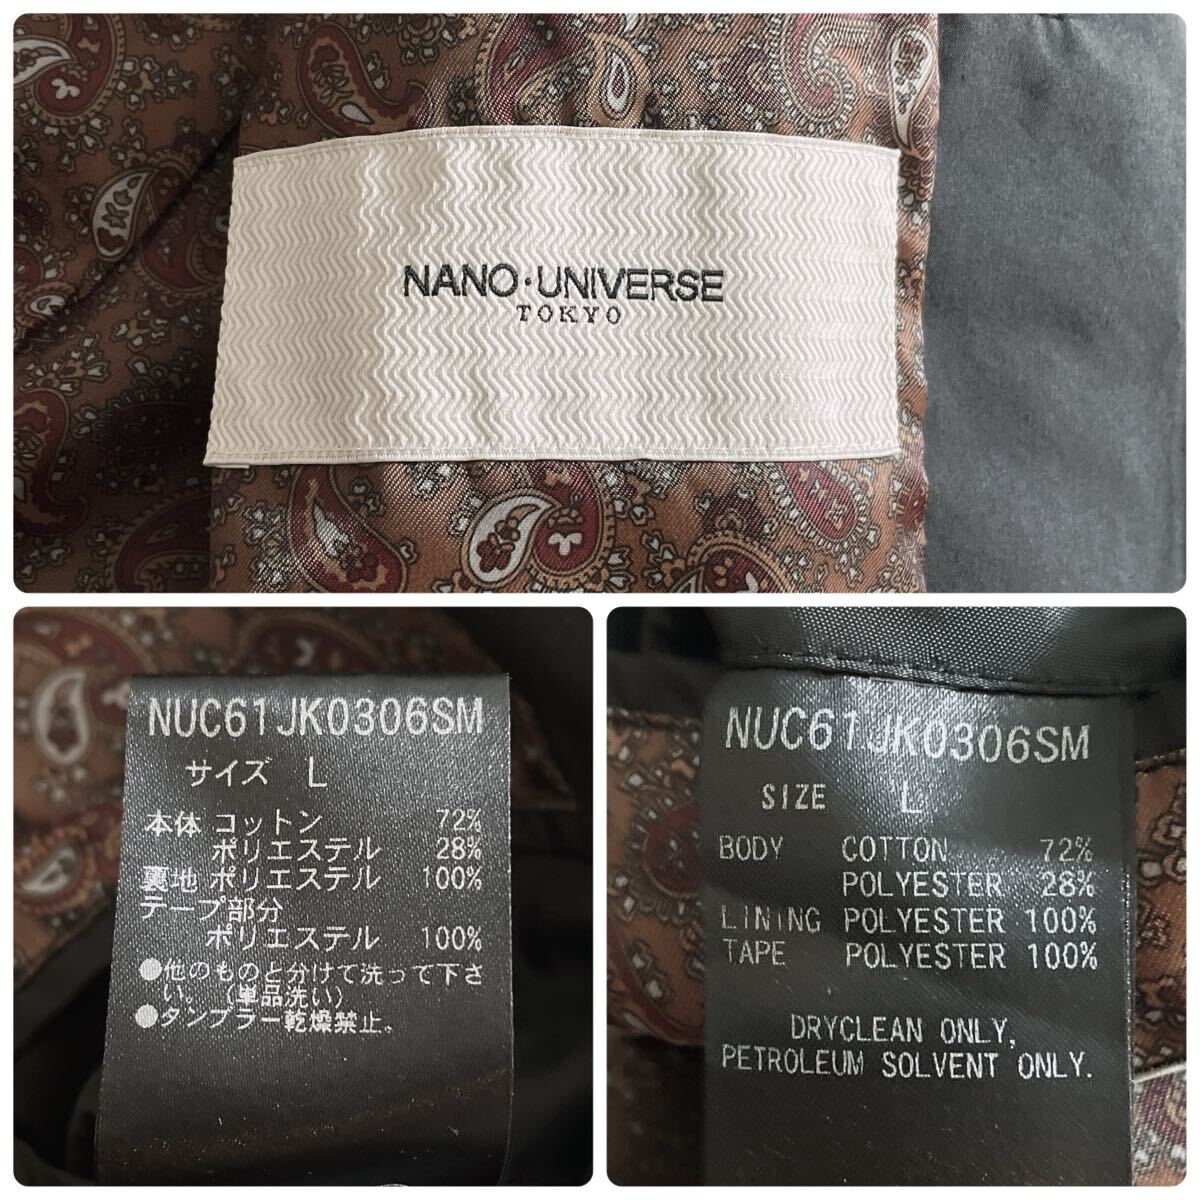 NANO・UNIVERSE
TOKYO
NUC61JK0306SM
サイズ L
本体 コットン 72%
ポリエステル 28%
裏地 ポリエステル 100%
テープ部分
ポリエステル 100%
●他のものと分けて洗って下さ
い。(単品洗い)
●タンブラー乾燥禁止。
NUC61JK0306SM
SIZE L
BODY COTTON 72%
POLYESTER 28%
LINING POLYESTER 100%
TAPE POLYESTER 100%
DRYCLEAN ONLY,
PETROLEUM SOLVENT ONLY.